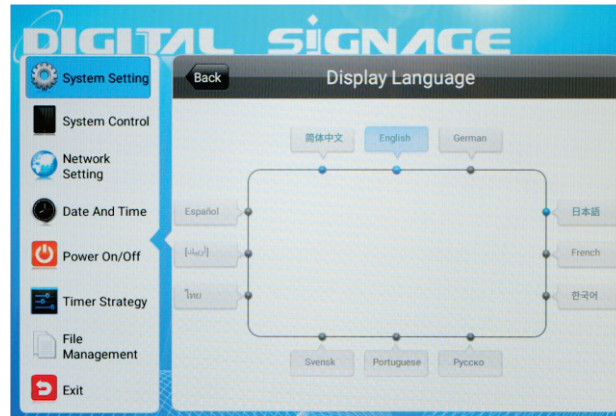 DIGITAL SIGNAGE
System Setting
System Control
Network
Setting
Date And Time
Power On/Off
Timer Strategy
File
Management
Exit
Back
Display Language
简体中文
English
German
Español
ไทย
日本語
French
한국어
Svensk
Portuguese
Русско